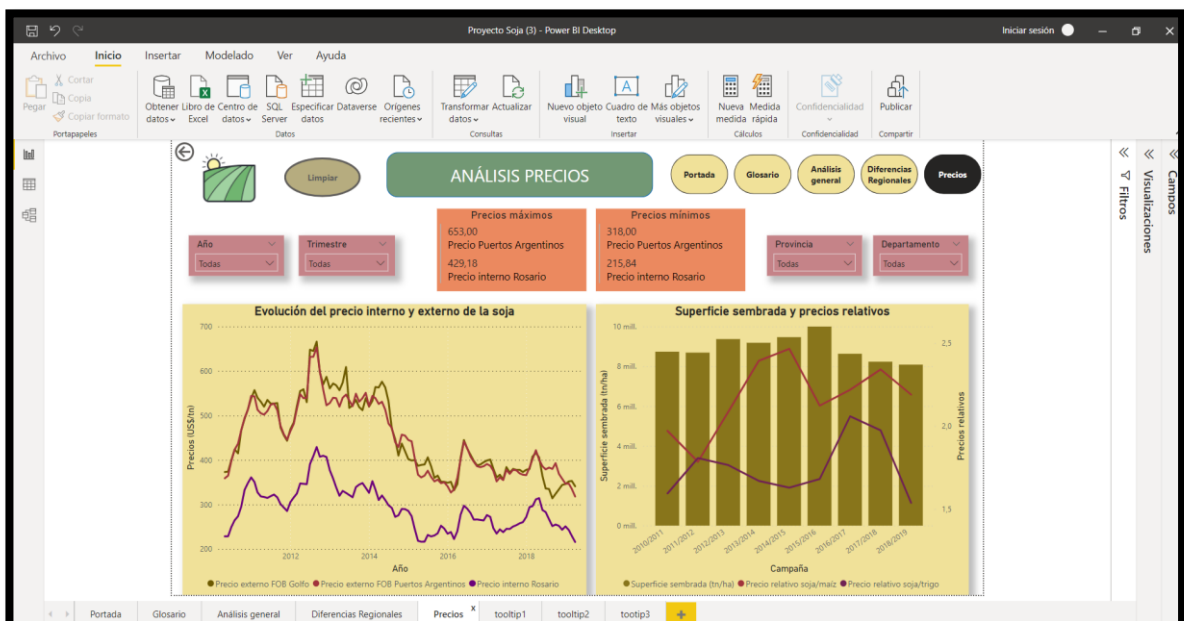 Proyecto Soja (3) - Power BI Desktop
Iniciar sesión
Archivo Inicio Insertar Modelado Ver Ayuda
Pegar
Cortar
Copia
Copiar formato
Portapapeles
Obtener datos
Libro de Excel
Centro de datos
SQL Server
Especificar datos
Dataverse
Orígenes recientes
Datos
Transformar datos
Actualizar
Consultas
Nuevo objeto visual
Cuadro de texto
Más objetos visuales
Insertar
Nueva medida
Medida rápida
Cálculos
Confidencialidad
Confidencialidad
Publicar
Compartir
Limpiar
ANÁLISIS PRECIOS
Portada
Glosario
Análisis
general
Diferencias
Regionales
Precios
Filtros
Visualizaciones
Campos
Año
Todas
Trimestre
Todas
Precios máximos
653,00
Precio Puertos Argentinos
429,18
Precio interno Rosario
Precios mínimos
318,00
Precio Puertos Argentinos
215,84
Precio interno Rosario
Provincia
Todas
Departamento
Todas
Evolución del precio interno y externo de la soja
Precios (US$/tn)
700
600
500
400
300
200
2012 2014 2016 2018
Año
Precio externo FOB Golfo Precio externo FOB Puertos Argentinos Precio interno Rosario
Superficie sembrada y precios relativos
Superficie sembrada (tn/ha)
10 mill.
8 mill.
6 mill.
4 mill.
2 mill.
0 mill.
2,5
2,0
1,5
Precios relativos
2010/2011 2011/2012 2012/2013 2013/2014 2014/2015 2015/2016 2016/2017 2017/2018 2018/2019
Campaña
Superficie sembrada (tn/ha) Precio relativo soja/maíz Precio relativo soja/trigo
Portada Glosario Análisis general Diferencias Regionales Precios x tooltip1 tooltip2 tootip3 +